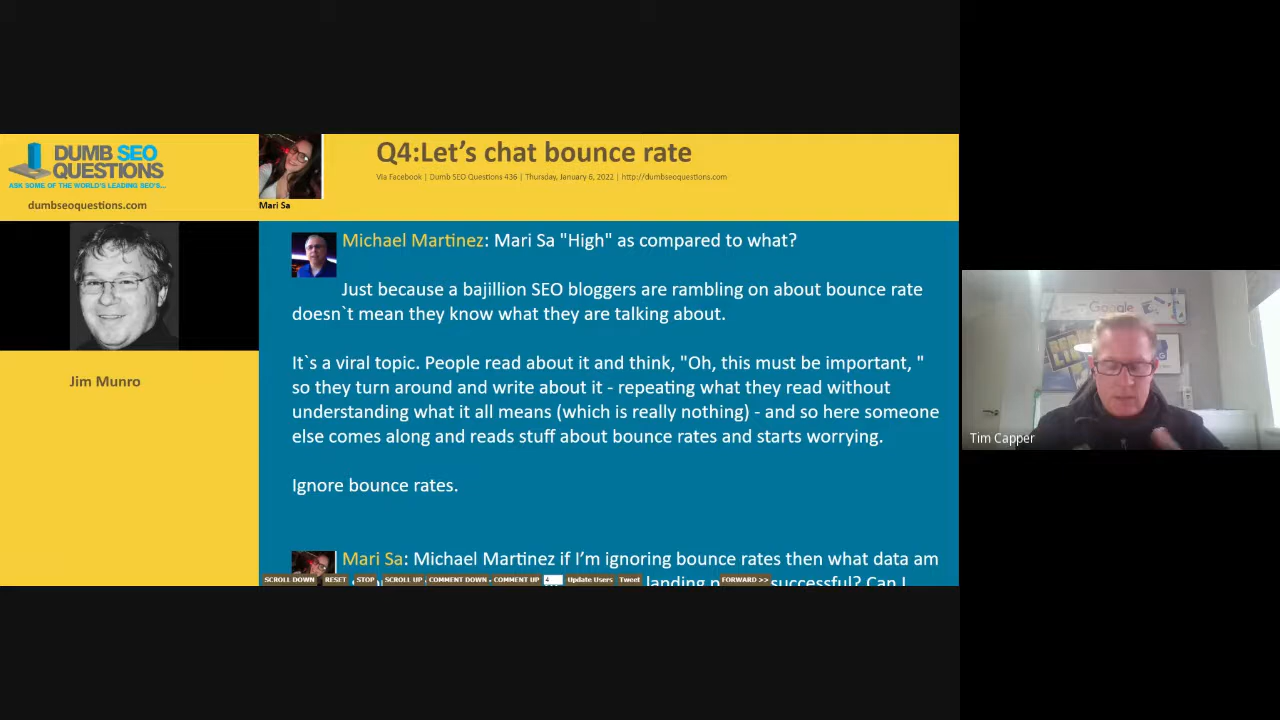 DUMB SEO
QUESTIONS
ASK SOME OF THE WORLD'S LEADING SEO'S...
dumbseoquestions.com
Mari Sa
Q4:Let's chat bounce rate
Via Facebook | Dumb SEO Questions 436 | Thursday, January 6, 2022 | http://dumbseoquestions.com
Jim Munro
Michael Martinez: Mari Sa "High" as compared to what?
Just because a bajillion SEO bloggers are rambling on about bounce rate
doesn`t mean they know what they are talking about.
It`s a viral topic. People read about it and think, "Oh, this must be important, "
so they turn around and write about it - repeating what they read without
understanding what it all means (which is really nothing) - and so here someone
else comes along and reads stuff about bounce rates and starts worrying.
Ignore bounce rates.
Mari Sa: Michael Martinez if I'm ignoring bounce rates then what data am
landing successful? Can I
SCROLL DOWN RESET STOP SCROLL UP COMMENT DOWN COMMENT UP 4 Update Users Tweet FORWARD >>
Google
Tim Capper